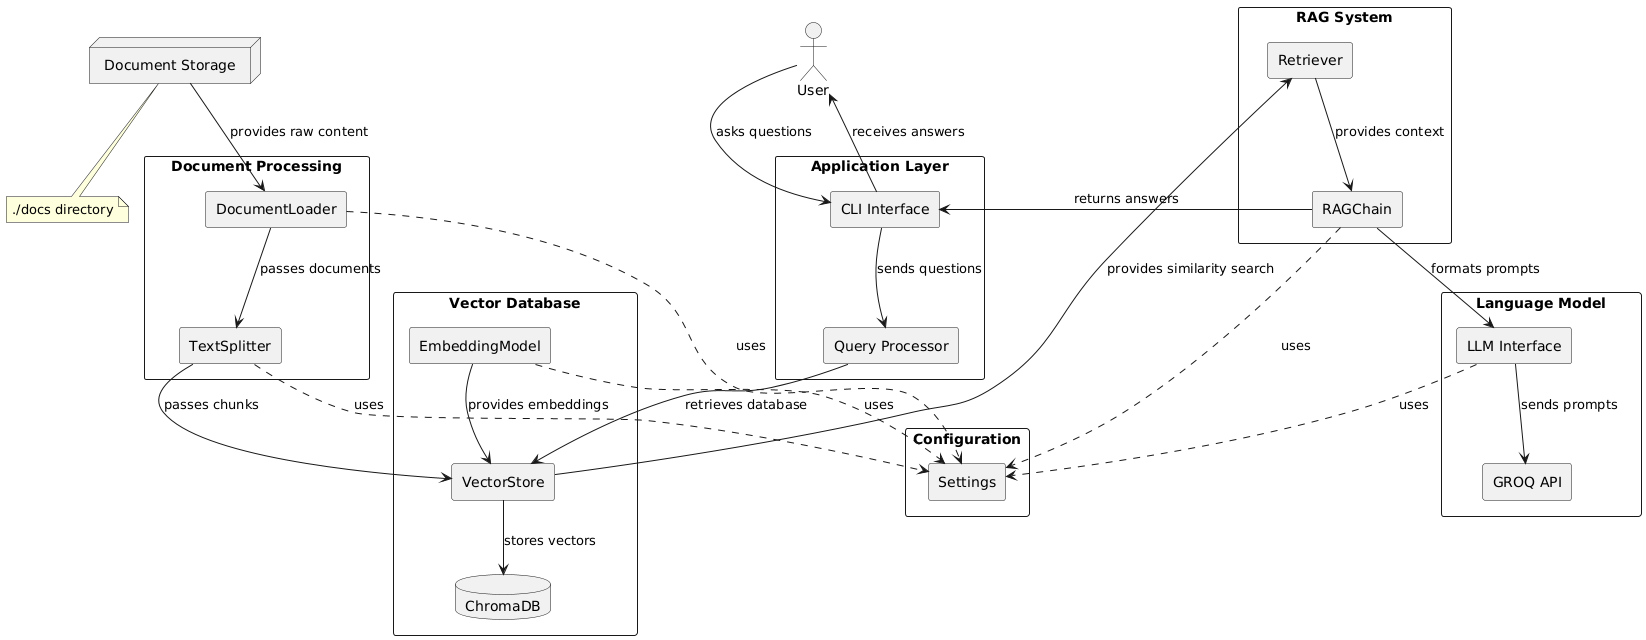 RAG System
Document Storage
Retriever
User
provides raw content
asks questions
receives answers
provides context
Document Processing
Application Layer
./docs directory
DocumentLoader
CLI Interface
returns answers
RAGChain
passes documents
sends questions
provides similarity search
formats prompts
Vector Database
Language Model
TextSplitter
EmbeddingModel
uses
Query Processor
uses
LLM Interface
passes chunks
uses
provides embeddings
retrieves database
uses
uses
sends prompts
Configuration
VectorStore
Settings
GROQ API
stores vectors
ChromaDB